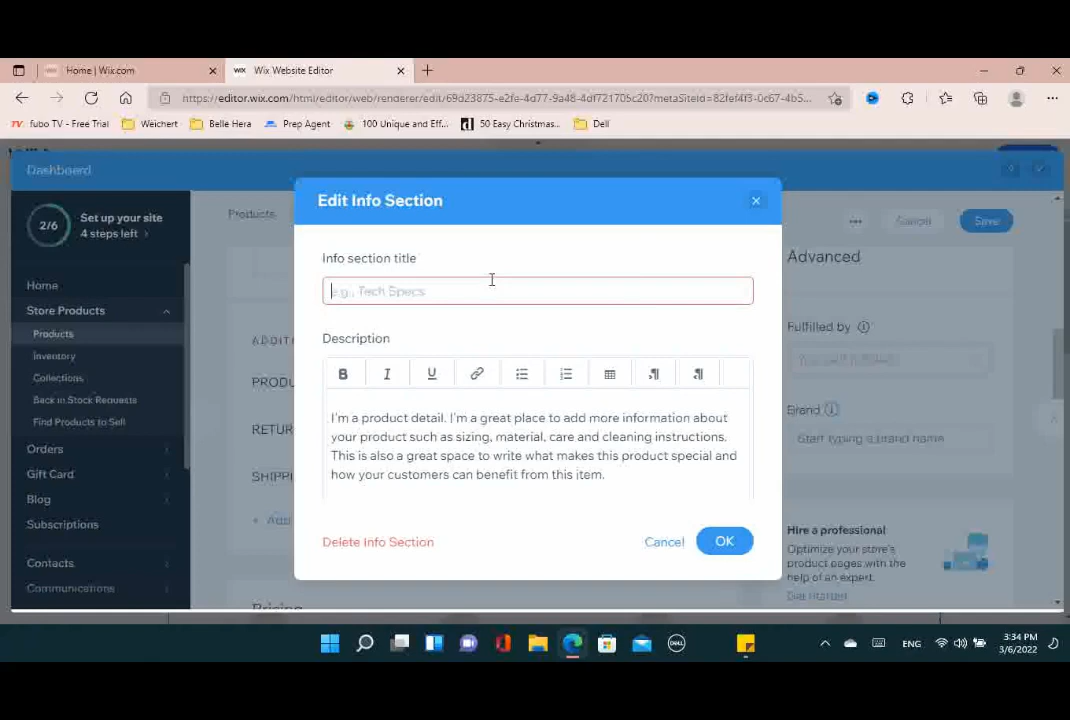 Home | Wix.com
WIX Wix Website Editor
https://editor.wix.com/html/editor/web/renderer/edit/69d23875-e2fe-4d77-9a48-4df721705c20?metaSiteId=82fef4f3-0c67-4b5...
fubo TV - Free Trial
Weichert
Belle Hera
Prep Agent
100 Unique and Eff...
50 Easy Christmas...
Dell
Dashboard
2/6
Set up your site
4 steps left
Products
Cancel
Save
Edit Info Section
Info section title
e.g., Tech Specs
Description
B I U
I'm a product detail. I'm a great place to add more information about
your product such as sizing, material, care and cleaning instructions.
This is also a great space to write what makes this product special and
how your customers can benefit from this item.
Delete Info Section
Cancel
OK
Home
Store Products
Products
Inventory
Collections
Back in Stock Requests
Find Products to Sell
Orders
Gift Card
Blog
Subscriptions
Contacts
Communications
ADDITI
PRODU
RETUR
SHIPPI
+ Add
Pricing
Advanced
Fulfilled by
Brand
Start typing a brand name
Hire a professional
Optimize your store's
product pages with the
help of an expert.
Get Started
DELL
ENG
3:34 PM
3/6/2022